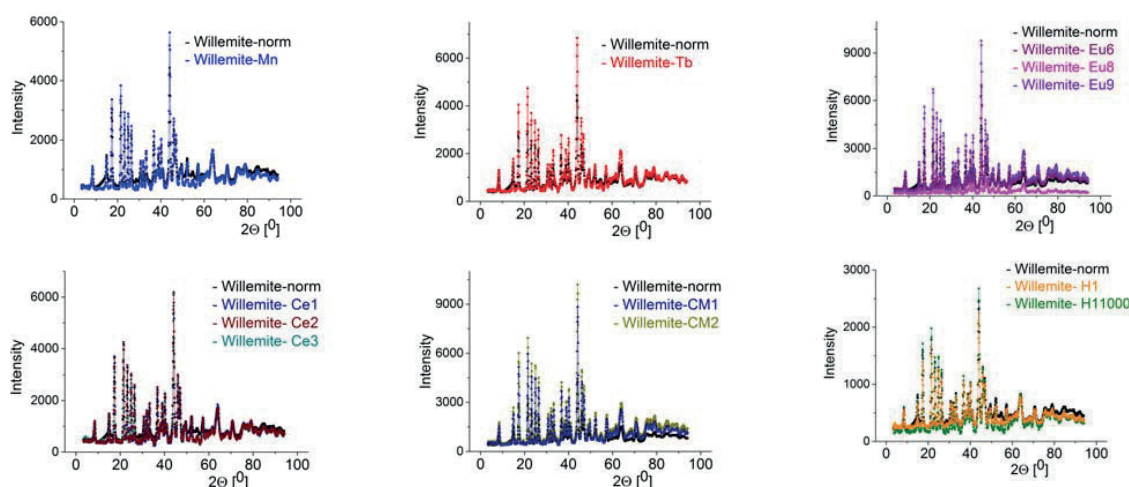 6000
4000
2000
0
Intensity
- Willemite-norm
- Willemite-Mn
0 20 40 60 80 100
2Θ [⁰]
6000
4000
2000
0
Intensity
- Willemite-norm
- Willemite-Tb
0 20 40 60 80 100
2Θ [⁰]
9000
6000
3000
0
Intensity
- Willemite-norm
- Willemite- Eu6
- Willemite- Eu8
- Willemite- Eu9
0 20 40 60 80 100
2Θ [⁰]
6000
4000
2000
0
Intensity
- Willemite-norm
- Willemite- Ce1
- Willemite- Ce2
- Willemite- Ce3
0 20 40 60 80 100
2Θ [⁰]
9000
6000
3000
0
Intensity
- Willemite-norm
- Willemite-CM1
- Willemite-CM2
0 20 40 60 80 100
2Θ [⁰]
3000
2000
1000
0
Intensity
- Willemite-norm
- Willemite- H1
- Willemite- H11000
0 20 40 60 80 100
2Θ [⁰]